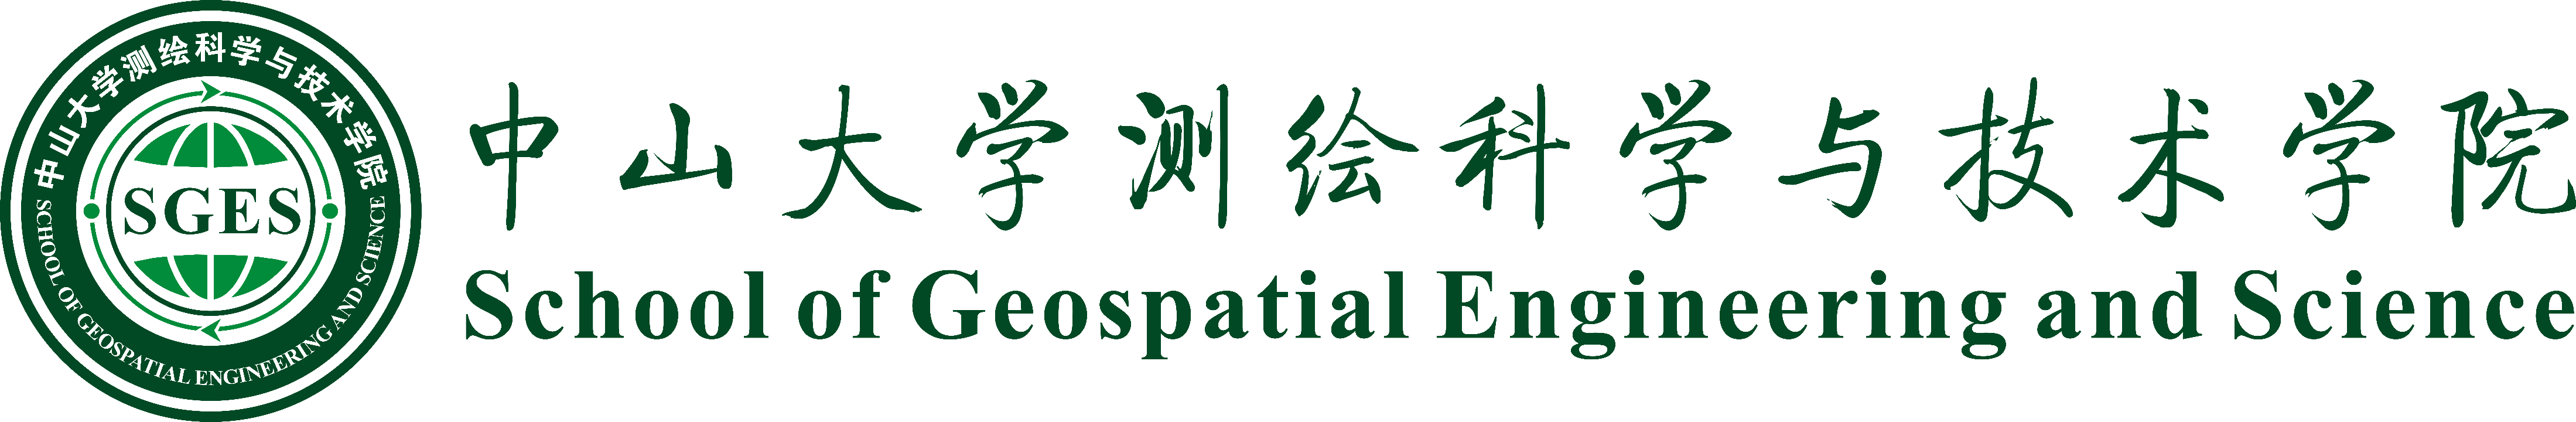 中山大学测绘科学与技术学院
SGES
SCHOOL OF GEOSPATIAL ENGINEERING AND SCIENCE
中山大学测绘科学与技术学院
School of Geospatial Engineering and Science